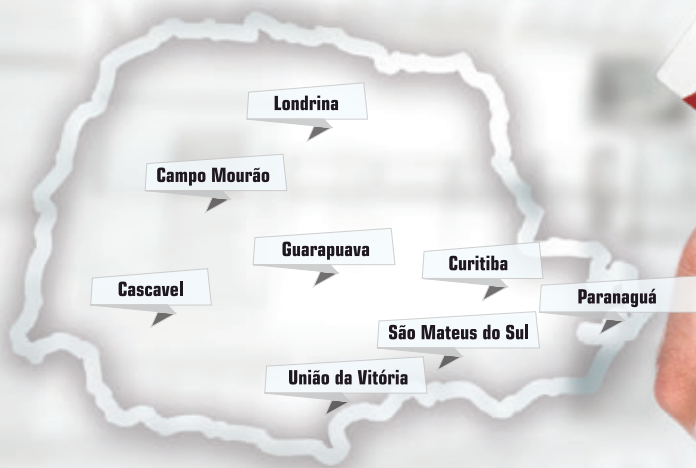 Londrina
Campo Mourão
Guarapuava
Curitiba
Cascavel
Paranaguá
São Mateus do Sul
União da Vitória